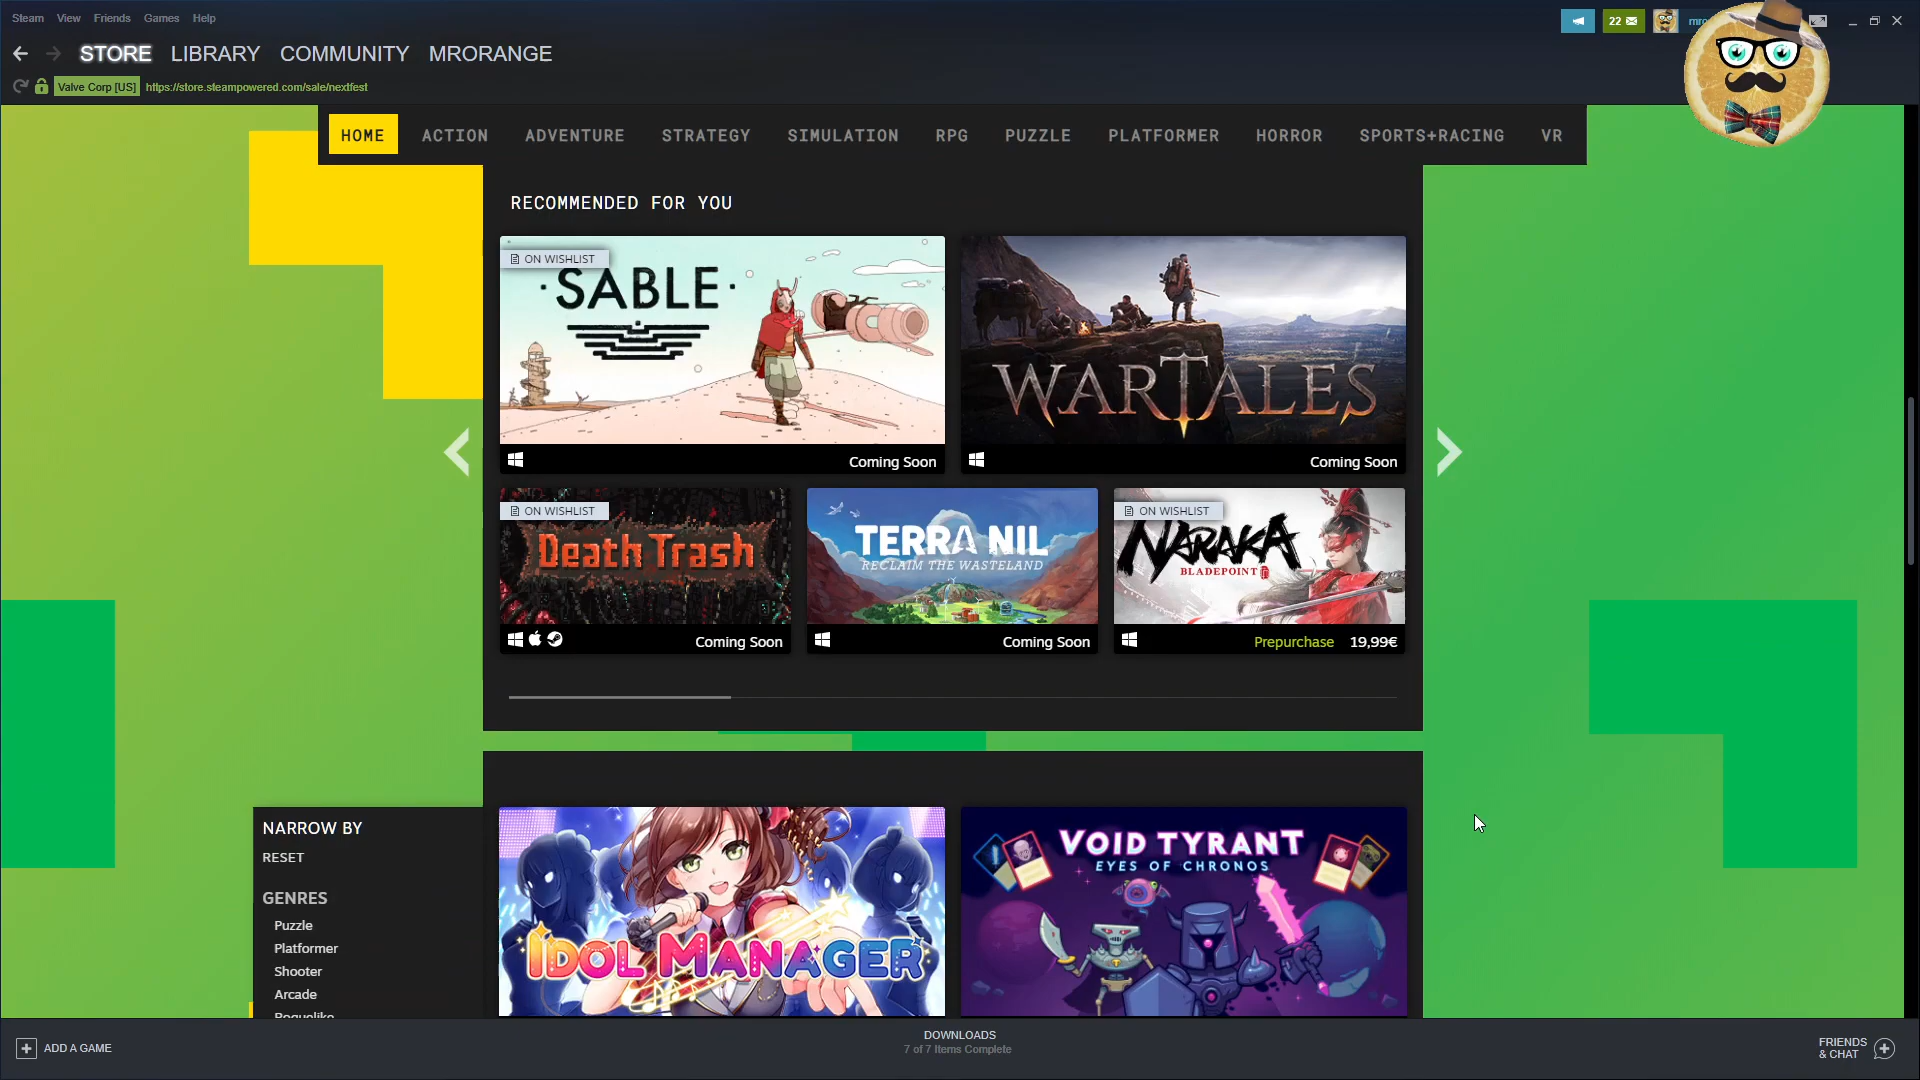 Steam View Friends Games Help
22
STORE LIBRARY COMMUNITY MRORANGE
Valve Corp [US] https://store.steampowered.com/sale/nextfest
HOME ACTION ADVENTURE STRATEGY SIMULATION RPG PUZZLE PLATFORMER HORROR SPORTS+RACING VR
RECOMMENDED FOR YOU
ON WISHLIST
SABLE
WARTALES
Coming Soon
Coming Soon
ON WISHLIST
Death Trash
TERRA NIL
RECLAIM THE WASTELAND
ON WISHLIST
NARAKA
BLADEPOINT
Coming Soon
Coming Soon
Prepurchase 19,99€
NARROW BY
RESET
GENRES
Puzzle
Platformer
Shooter
Arcade
Roguelike
IDOL MANAGER
VOID TYRANT
EYES OF CHRONOS
ADD A GAME
DOWNLOADS
7 of 7 Items Complete
FRIENDS
& CHAT